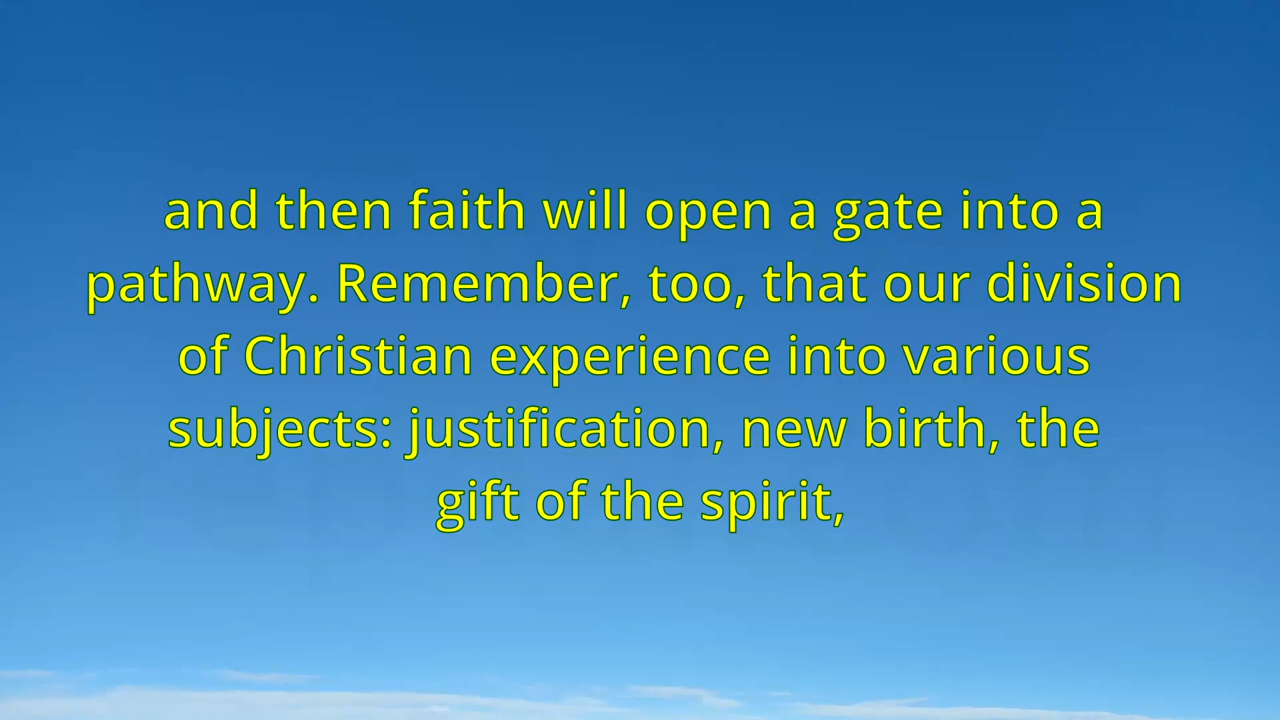 and then faith will open a gate into a
pathway. Remember, too, that our division
of Christian experience into various
subjects: justification, new birth, the
gift of the spirit,